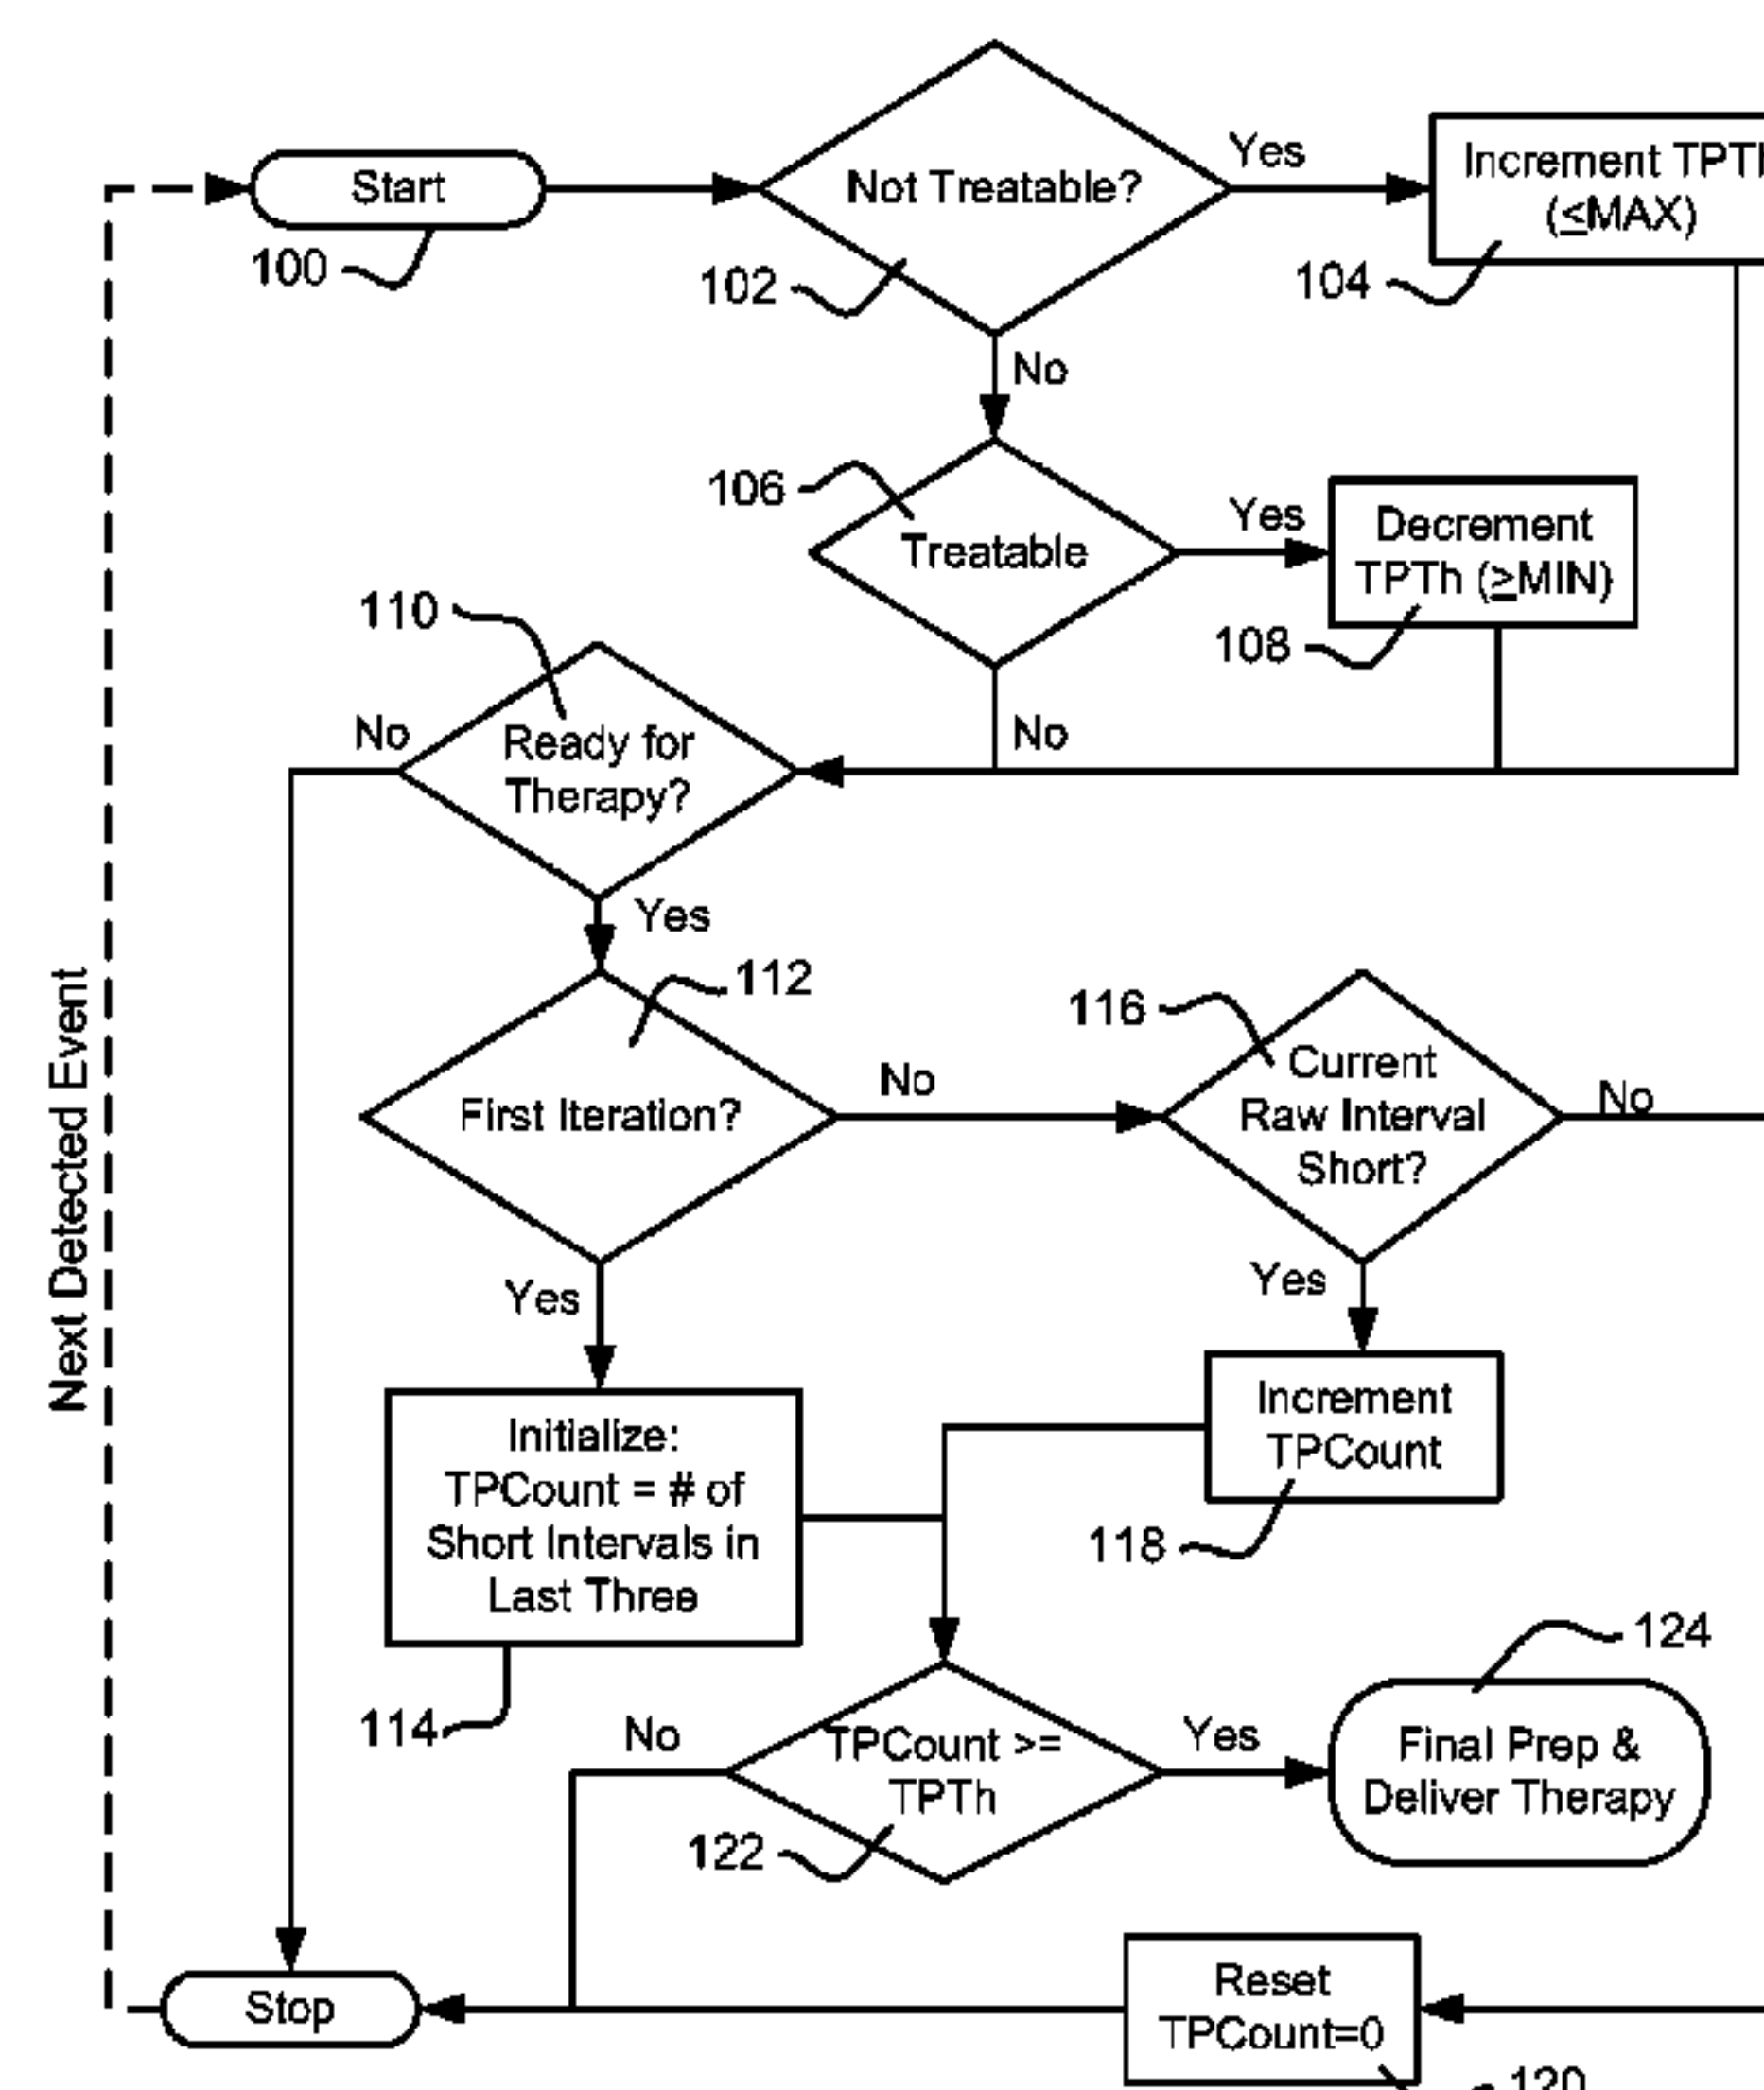 Start
100
Not Treatable?
102
Yes
Increment TPTh
(≤MAX)
104
No
106
Treatable
Yes
Decrement
TPTh (≥MIN)
108
No
110
Ready for
Therapy?
No
Yes
112
First Iteration?
No
116
Current
Raw Interval
Short?
No
Yes
Yes
Next Detected Event
Initialize:
TPCount = # of
Short Intervals in
Last Three
114
Increment
TPCount
118
TPCount >=
TPTh
122
No
Yes
124
Final Prep &
Deliver Therapy
Stop
Reset
TPCount=0
120